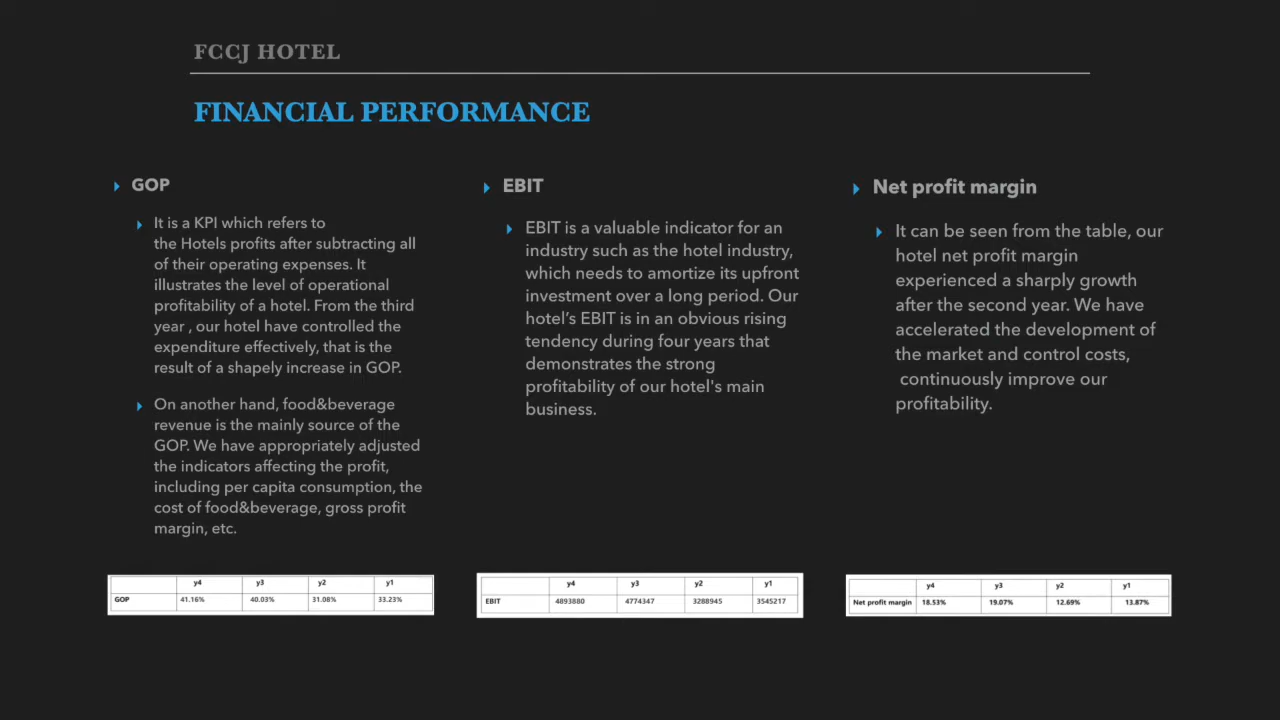 FCCJ HOTEL
FINANCIAL PERFORMANCE
GOP
It is a KPI which refers to
the Hotels profits after subtracting all
of their operating expenses. It
illustrates the level of operational
profitability of a hotel. From the third
year , our hotel have controlled the
expenditure effectively, that is the
result of a shapely increase in GOP.
On another hand, food&beverage
revenue is the mainly source of the
GOP. We have appropriately adjusted
the indicators affecting the profit,
including per capita consumption, the
cost of food&beverage, gross profit
margin, etc.
y4 y3 y2 y1
GOP 41.16% 40.03% 31.08% 33.23%
EBIT
EBIT is a valuable indicator for an
industry such as the hotel industry,
which needs to amortize its upfront
investment over a long period. Our
hotel’s EBIT is in an obvious rising
tendency during four years that
demonstrates the strong
profitability of our hotel's main
business.
y4 y3 y2 y1
EBIT 4893880 4774347 3288945 3545217
Net profit margin
It can be seen from the table, our
hotel net profit margin
experienced a sharply growth
after the second year. We have
accelerated the development of
the market and control costs,
continuously improve our
profitability.
y4 y3 y2 y1
Net profit margin 18.53% 19.07% 12.69% 13.87%